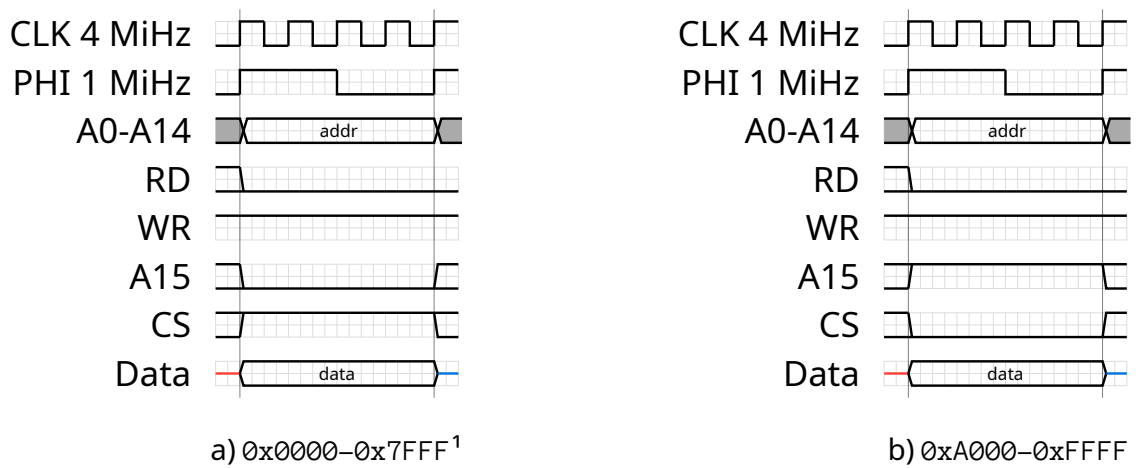 CLK 4 MiHz
PHI 1 MiHz
A0-A14 addr
RD
WR
A15
CS
Data data
a) 0x0000–0x7FFF¹
CLK 4 MiHz
PHI 1 MiHz
A0-A14 addr
RD
WR
A15
CS
Data data
b) 0xA000–0xFFFF